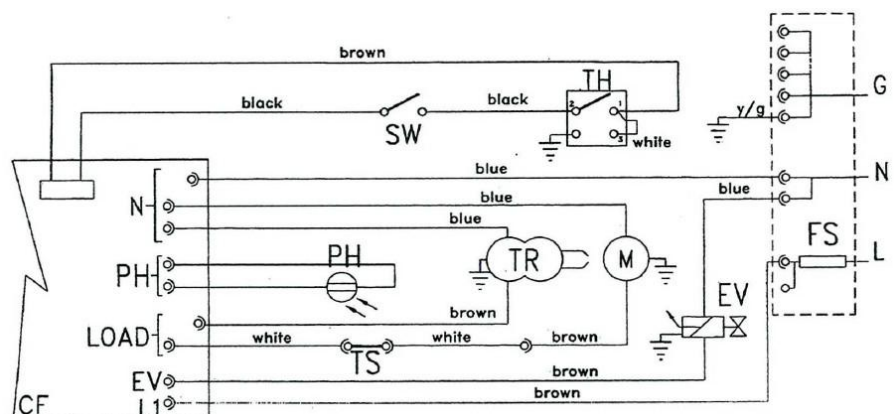 brown
TH
black
black
2
1
SW
3
white
y/g
G
N
blue
blue
blue
N
FS
L
PH
PH
TR
M
EV
brown
LOAD
white
white
brown
TS
EV
brown
CF
L1
brown